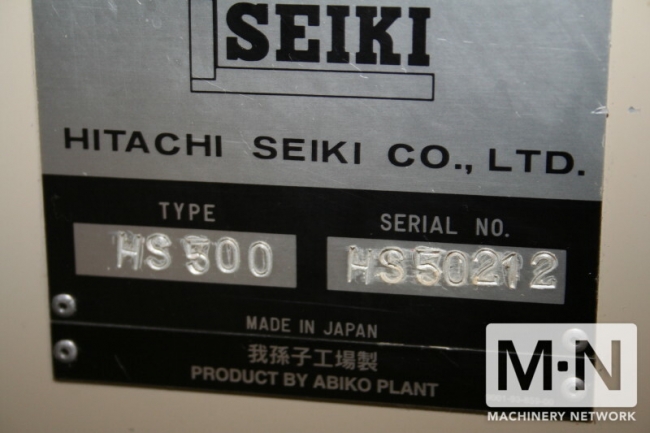 SEIKI
HITACHI SEIKI CO., LTD.
TYPE
SERIAL NO.
HS500
HS50212
MADE IN JAPAN
我孫子工場製
PRODUCT BY ABIKO PLANT
M·N
MACHINERY NETWORK